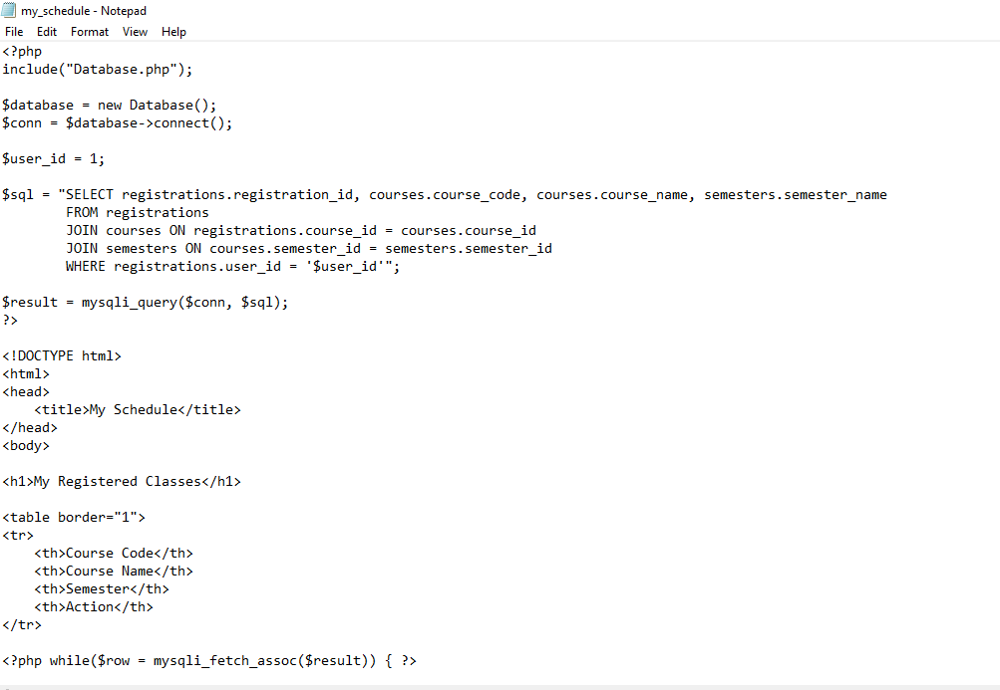 my_schedule - Notepad
File Edit Format View Help
<?php
include("Database.php");

$database = new Database();
$conn = $database->connect();

$user_id = 1;

$sql = "SELECT registrations.registration_id, courses.course_code, courses.course_name, semesters.semester_name
        FROM registrations
        JOIN courses ON registrations.course_id = courses.course_id
        JOIN semesters ON courses.semester_id = semesters.semester_id
        WHERE registrations.user_id = '$user_id'";

$result = mysqli_query($conn, $sql);
?>

<!DOCTYPE html>
<html>
<head>
    <title>My Schedule</title>
</head>
<body>

<h1>My Registered Classes</h1>

<table border="1">
<tr>
    <th>Course Code</th>
    <th>Course Name</th>
    <th>Semester</th>
    <th>Action</th>
</tr>

<?php while($row = mysqli_fetch_assoc($result)) { ?>